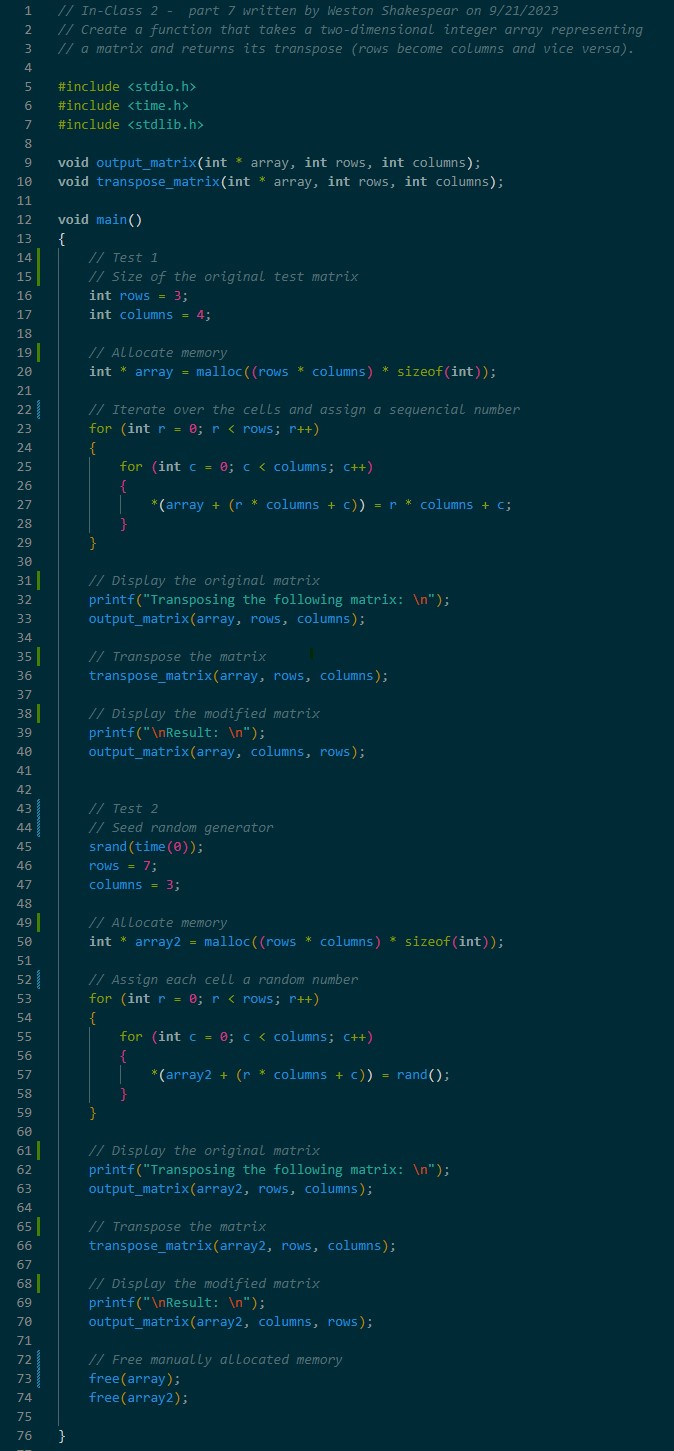 1 // In-Class 2 -  part 7 written by Weston Shakespear on 9/21/2023
2 // Create a function that takes a two-dimensional integer array representing
3 // a matrix and returns its transpose (rows become columns and vice versa).
4
5 #include <stdio.h>
6 #include <time.h>
7 #include <stdlib.h>
8
9 void output_matrix(int * array, int rows, int columns);
10 void transpose_matrix(int * array, int rows, int columns);
11
12 void main()
13 {
14     // Test 1
15     // Size of the original test matrix
16     int rows = 3;
17     int columns = 4;
18
19     // Allocate memory
20     int * array = malloc((rows * columns) * sizeof(int));
21
22     // Iterate over the cells and assign a sequencial number
23     for (int r = 0; r < rows; r++)
24     {
25         for (int c = 0; c < columns; c++)
26         {
27             *(array + (r * columns + c)) = r * columns + c;
28         }
29     }
30
31     // Display the original matrix
32     printf("Transposing the following matrix: \n");
33     output_matrix(array, rows, columns);
34
35     // Transpose the matrix
36     transpose_matrix(array, rows, columns);
37
38     // Display the modified matrix
39     printf("\nResult: \n");
40     output_matrix(array, columns, rows);
41
42
43     // Test 2
44     // Seed random generator
45     srand(time(0));
46     rows = 7;
47     columns = 3;
48
49     // Allocate memory
50     int * array2 = malloc((rows * columns) * sizeof(int));
51
52     // Assign each cell a random number
53     for (int r = 0; r < rows; r++)
54     {
55         for (int c = 0; c < columns; c++)
56         {
57             *(array2 + (r * columns + c)) = rand();
58         }
59     }
60
61     // Display the original matrix
62     printf("Transposing the following matrix: \n");
63     output_matrix(array2, rows, columns);
64
65     // Transpose the matrix
66     transpose_matrix(array2, rows, columns);
67
68     // Display the modified matrix
69     printf("\nResult: \n");
70     output_matrix(array2, columns, rows);
71
72     // Free manually allocated memory
73     free(array);
74     free(array2);
75
76 }